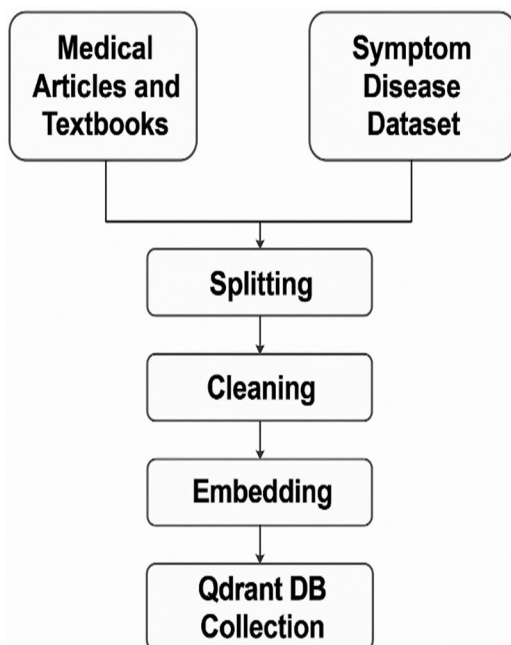 Medical
Articles and
Textbooks
Symptom
Disease
Dataset
Splitting
Cleaning
Embedding
Qdrant DB
Collection